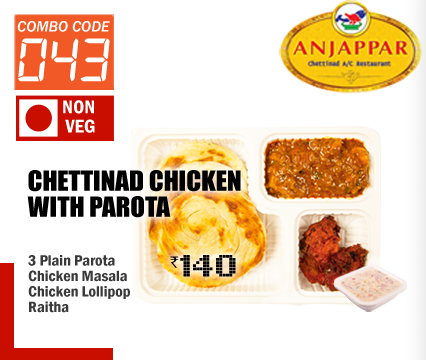 COMBO CODE
043
NON
VEG
ANJAPPAR
Chettinad A/C Restaurant
CHETTINAD CHICKEN
WITH PAROTA
3 Plain Parota
Chicken Masala
Chicken Lollipop
Raitha
₹140